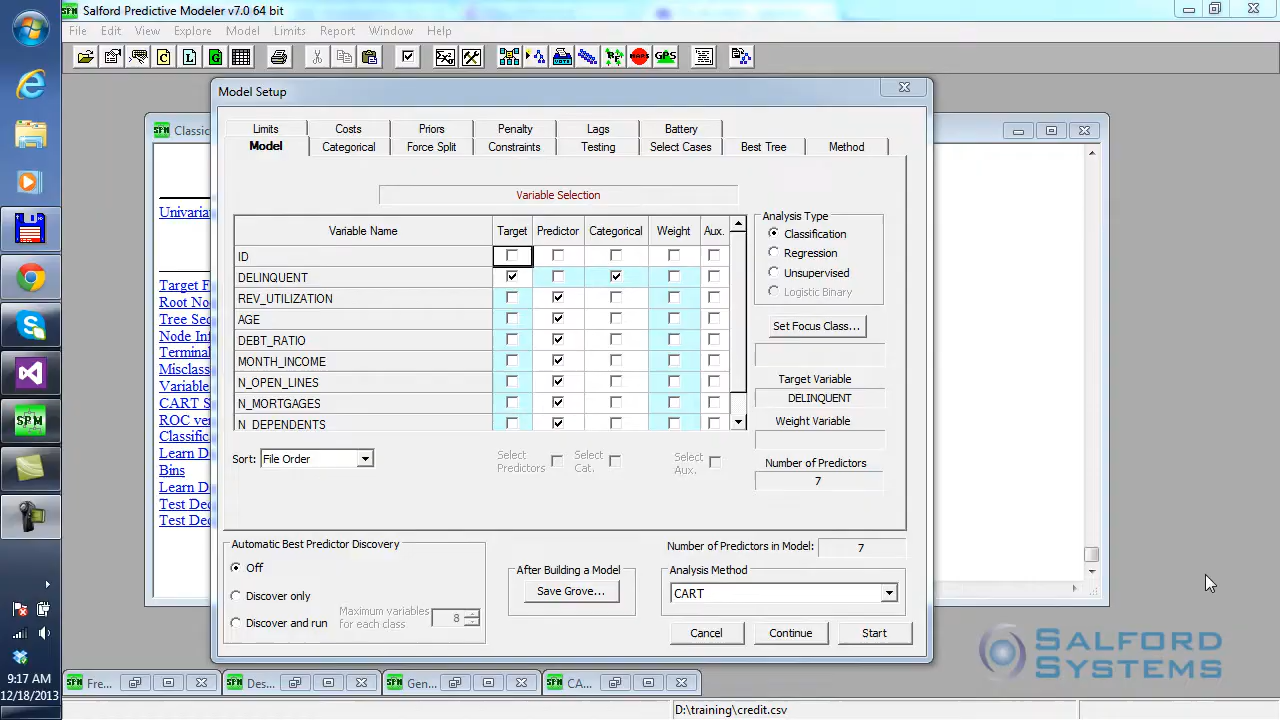 Salford Predictive Modeler v7.0 64 bit
File Edit View Explore Model Limits Report Window Help
Model Setup
Limits Costs Priors Penalty Lags Battery
Model Categorical Force Split Constraints Testing Select Cases Best Tree Method
Classic
Variable Selection
Variable Name Target Predictor Categorical Weight Aux.
ID
DELINQUENT
REV_UTILIZATION
AGE
DEBT_RATIO
MONTH_INCOME
N_OPEN_LINES
N_MORTGAGES
N_DEPENDENTS
Sort: File Order
Select Predictors
Select Cat.
Select Aux.
Analysis Type
Classification
Regression
Unsupervised
Logistic Binary
Set Focus Class...
Target Variable
DELINQUENT
Weight Variable
Number of Predictors
7
Automatic Best Predictor Discovery
Off
Discover only
Discover and run
Maximum variables
for each class
8
After Building a Model
Save Grove...
Number of Predictors in Model: 7
Analysis Method
CART
Cancel Continue Start
Univaria
Target F
Root No
Tree Sec
Node Inf
Terminal
Misclass
Variable
CART S
ROC ver
Classific
Learn D
Bins
Learn D
Test Dec
Test Dec
SALFORD
SYSTEMS
9:17 AM
12/18/2013
Fre... Des... Gen... CA...
D:\training\credit.csv